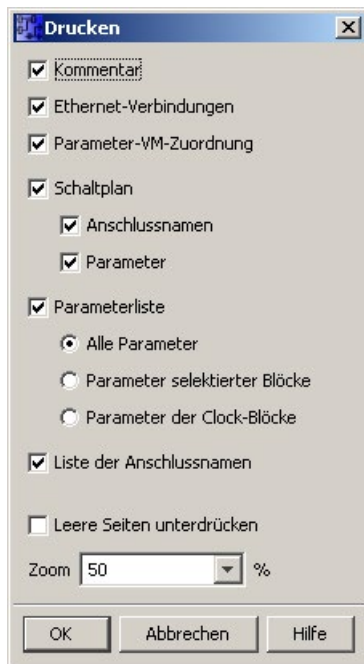 Drucken
Kommentar
Ethernet-Verbindungen
Parameter-VM-Zuordnung
Schaltplan
Anschlussnamen
Parameter
Parameterliste
Alle Parameter
Parameter selektierter Blöcke
Parameter der Clock-Blöcke
Liste der Anschlussnamen
Leere Seiten unterdrücken
Zoom 50 %
OK Abbrechen Hilfe